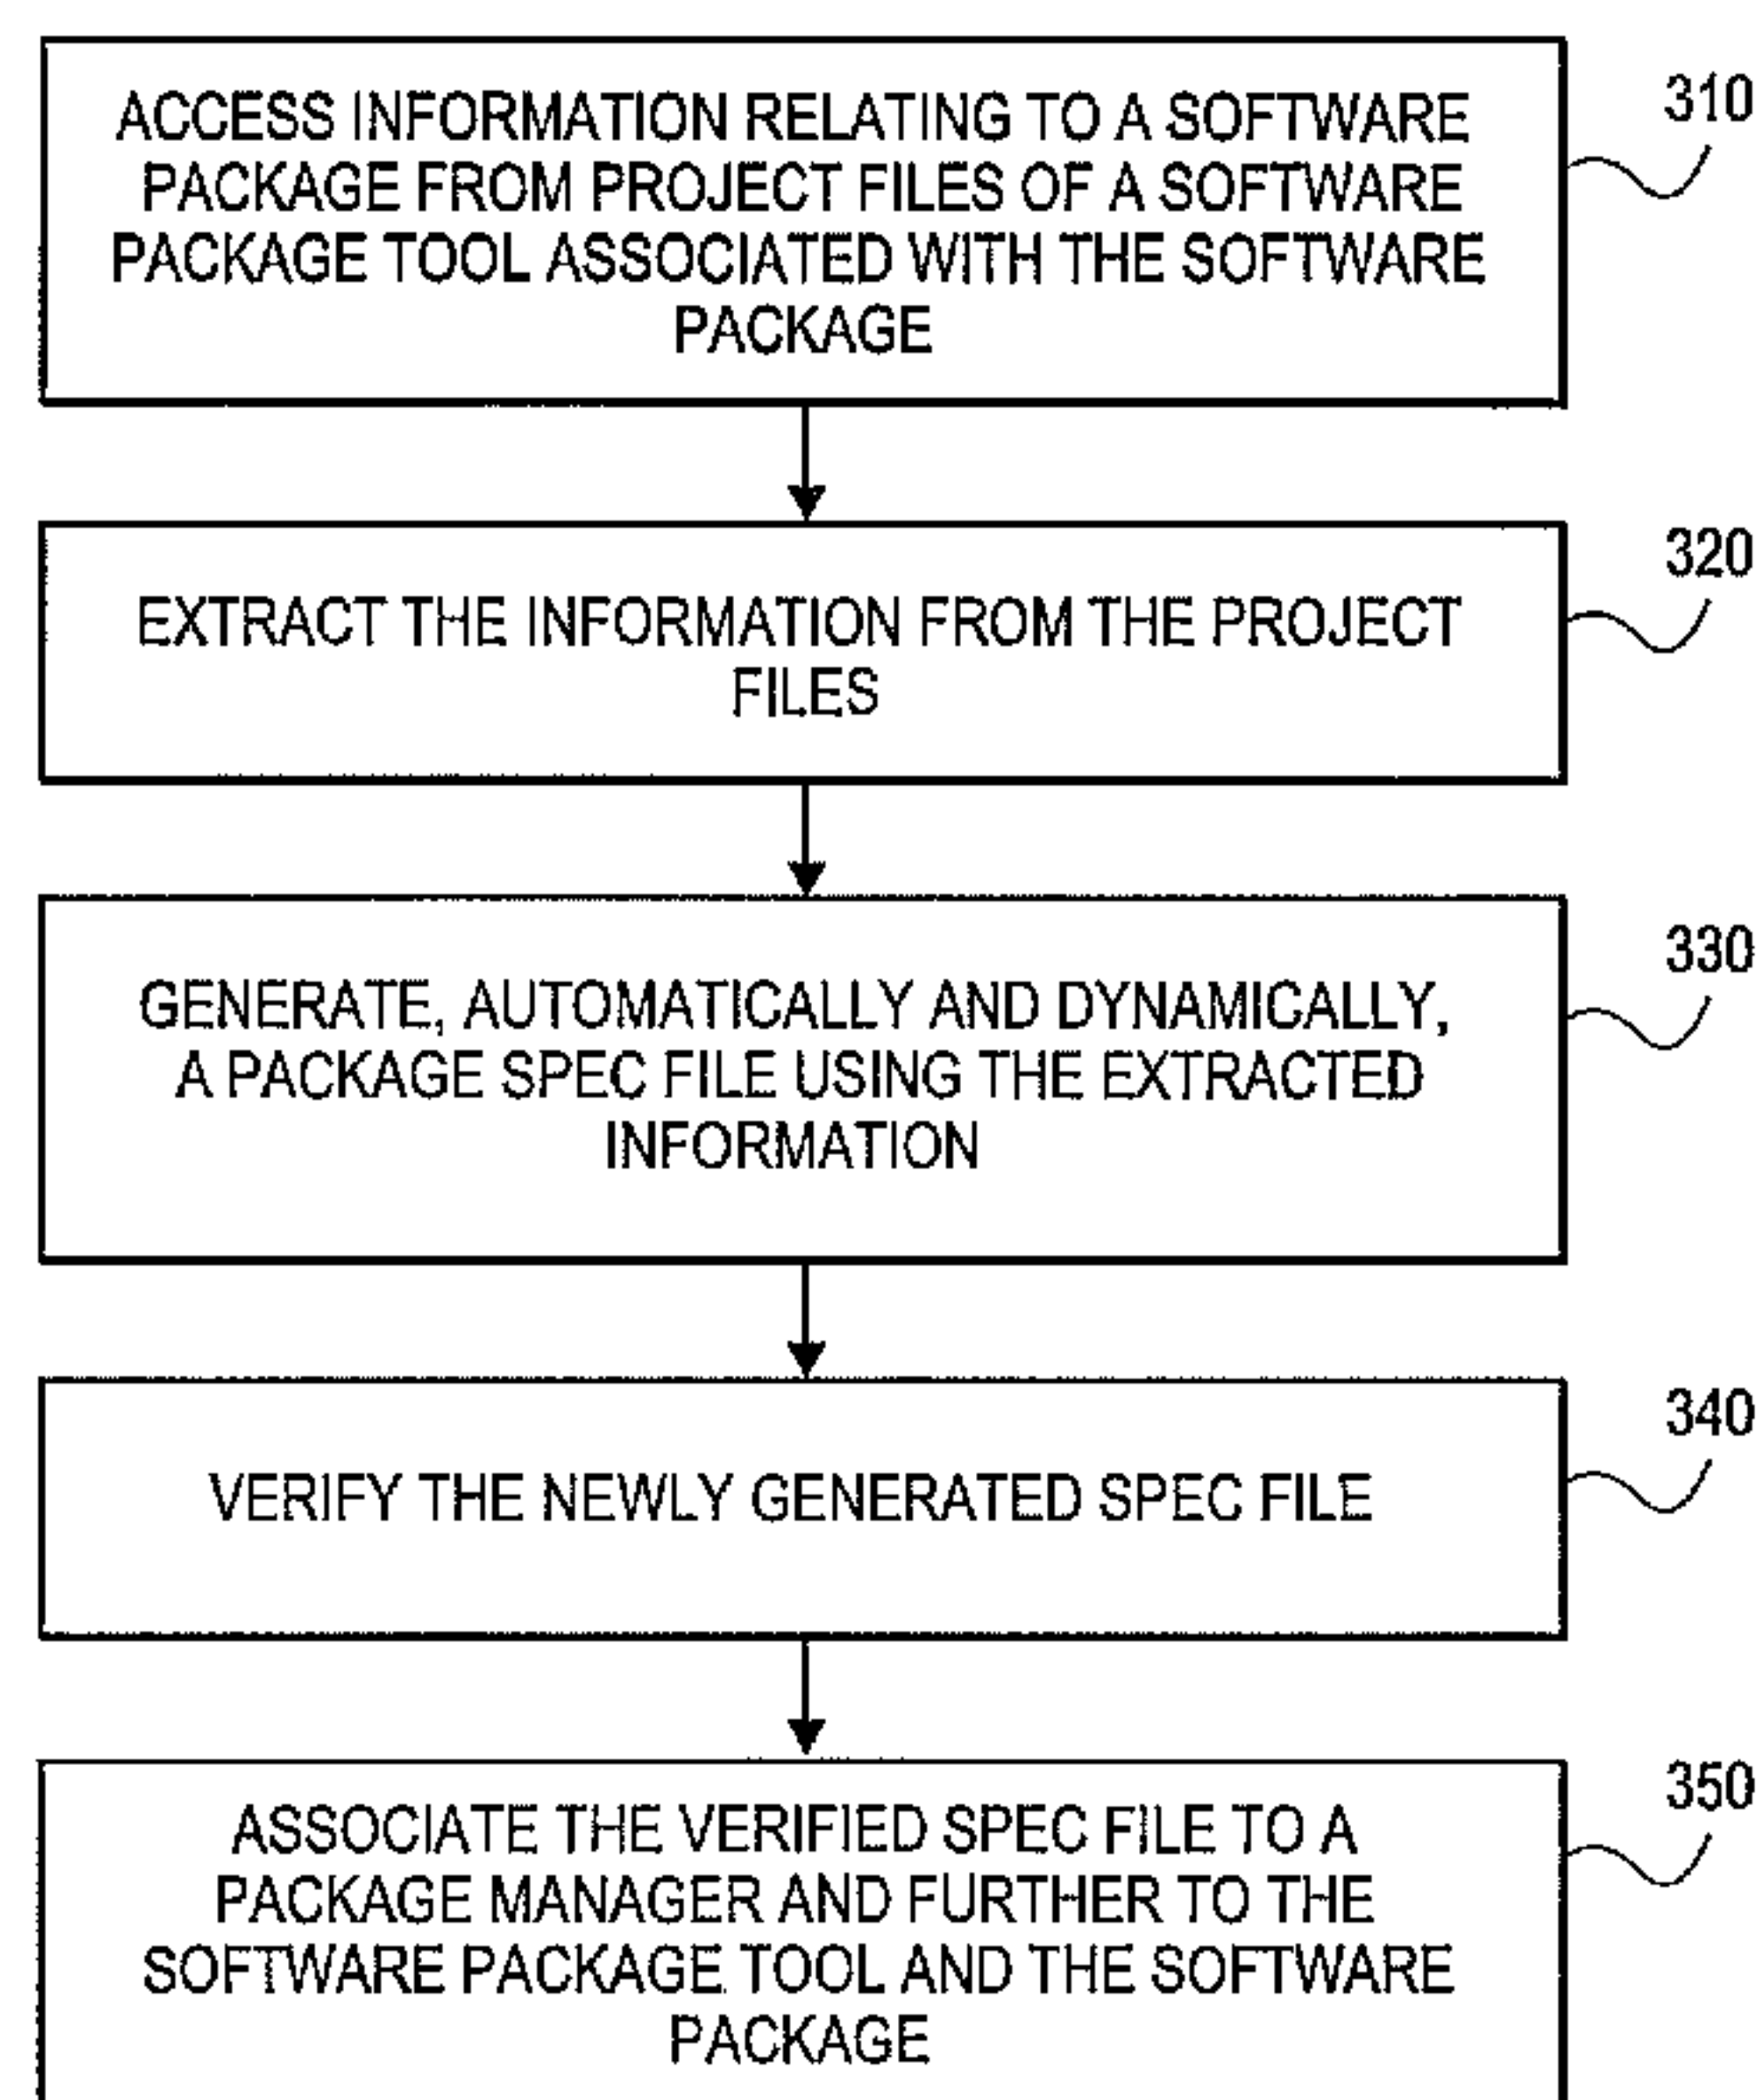 ACCESS INFORMATION RELATING TO A SOFTWARE
PACKAGE FROM PROJECT FILES OF A SOFTWARE
PACKAGE TOOL ASSOCIATED WITH THE SOFTWARE
PACKAGE
310
EXTRACT THE INFORMATION FROM THE PROJECT
FILES
320
GENERATE, AUTOMATICALLY AND DYNAMICALLY,
A PACKAGE SPEC FILE USING THE EXTRACTED
INFORMATION
330
VERIFY THE NEWLY GENERATED SPEC FILE
340
ASSOCIATE THE VERIFIED SPEC FILE TO A
PACKAGE MANAGER AND FURTHER TO THE
SOFTWARE PACKAGE TOOL AND THE SOFTWARE
PACKAGE
350